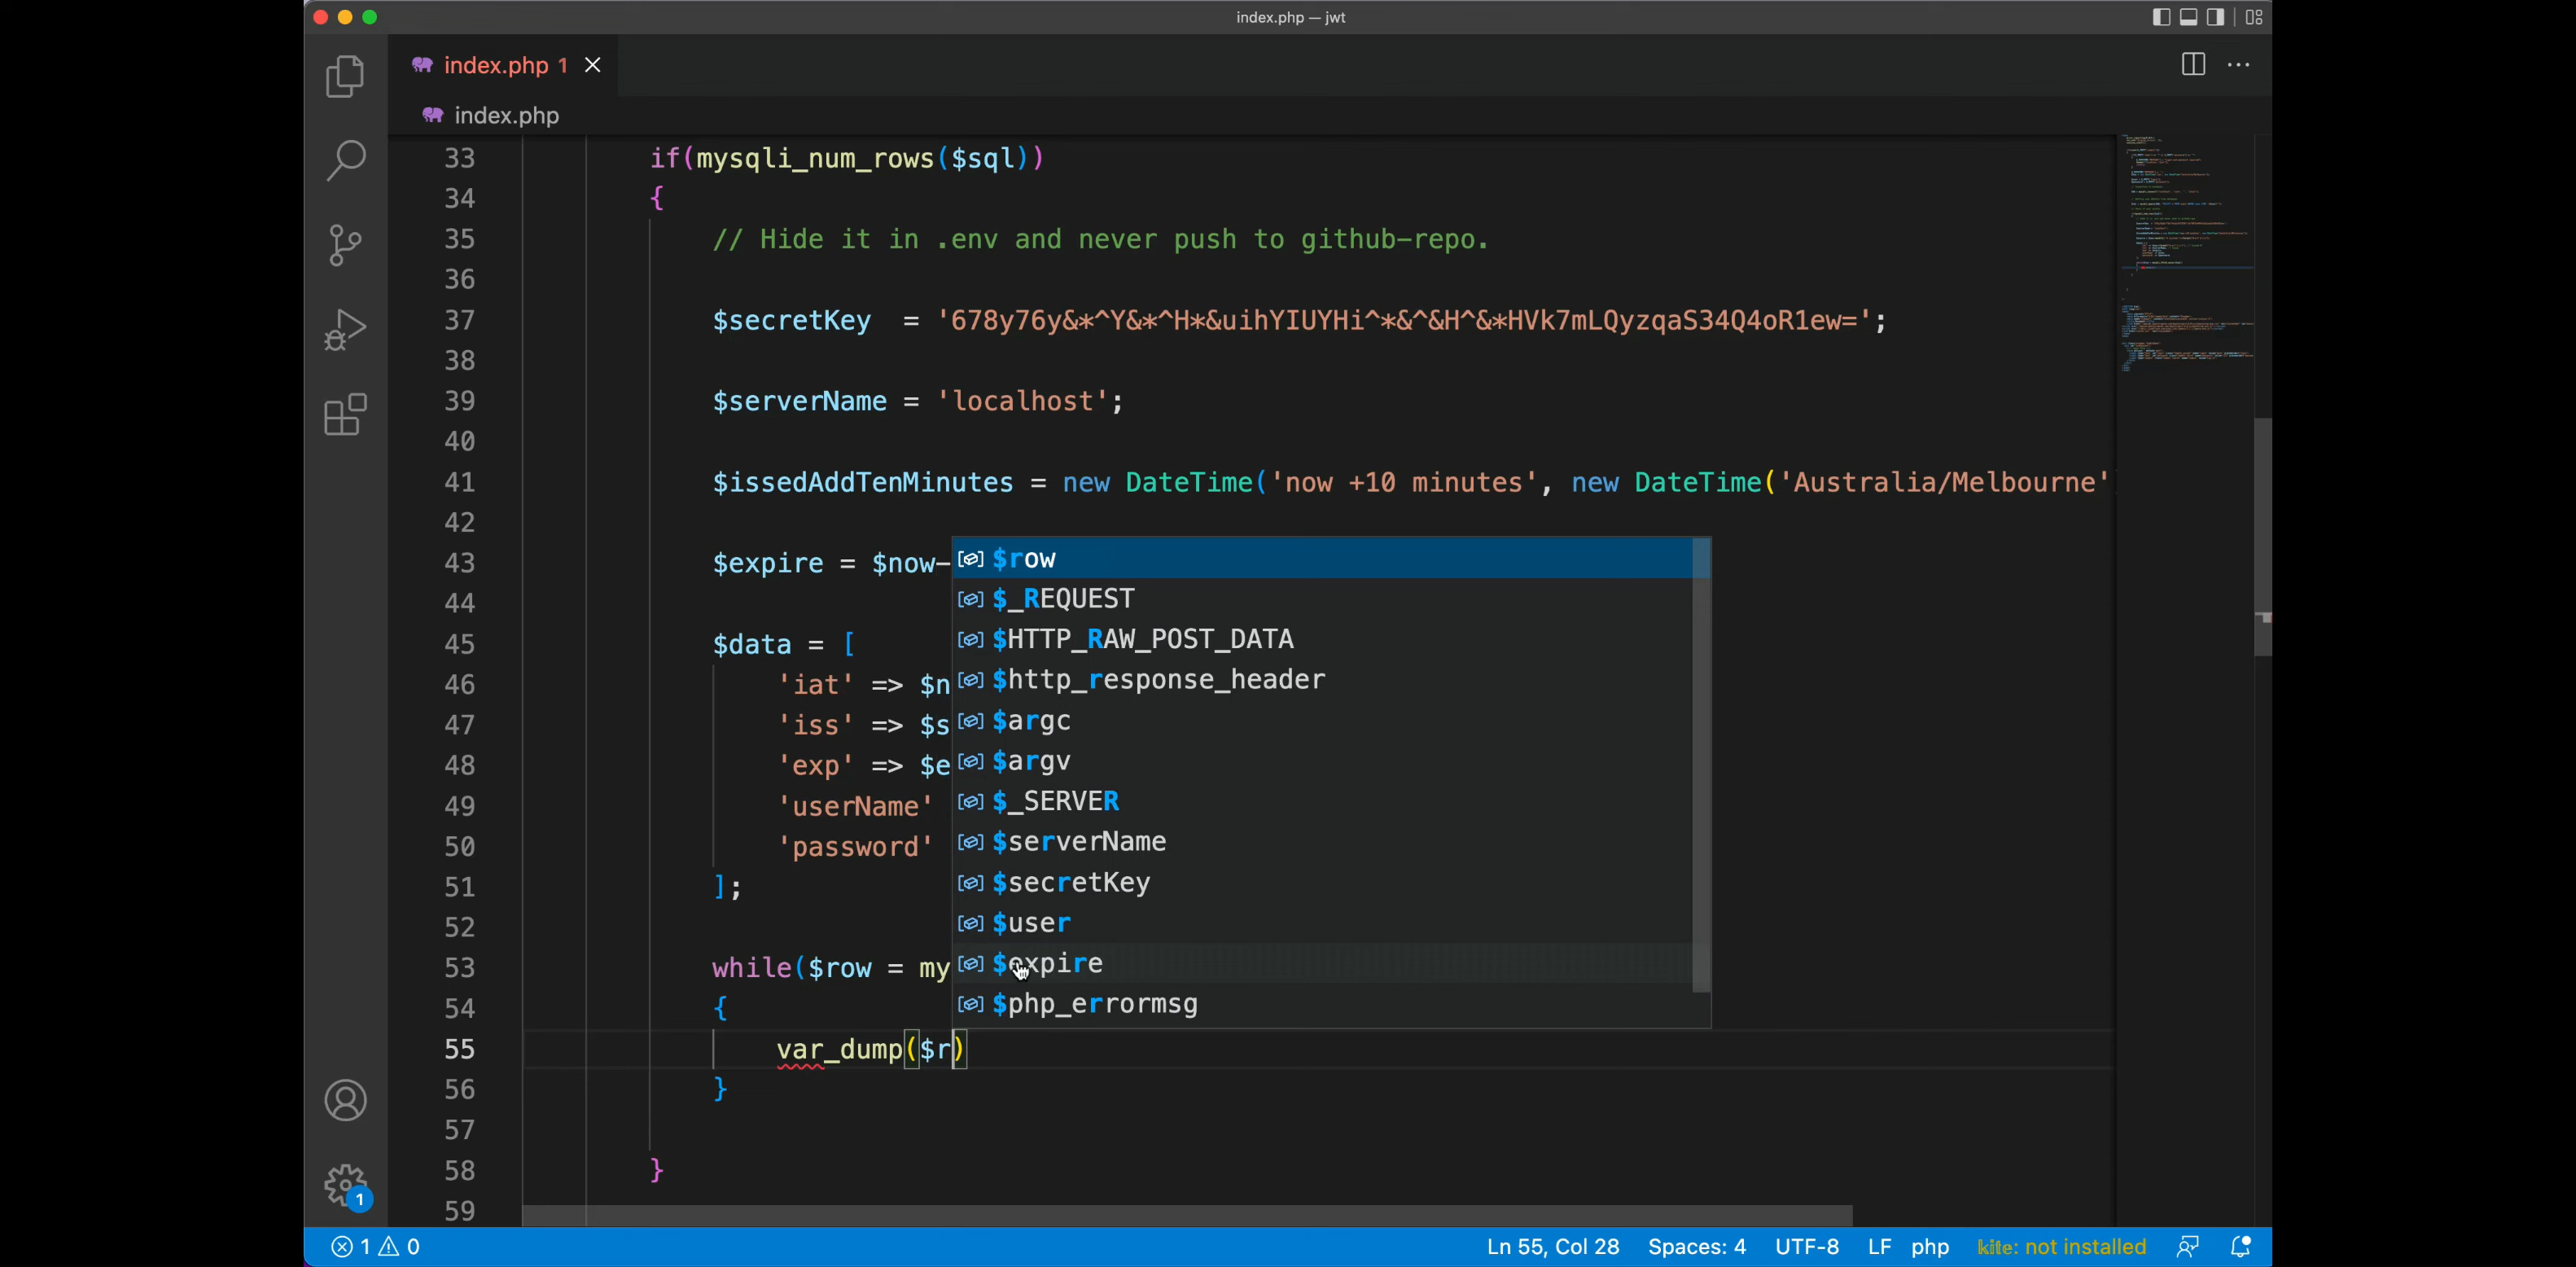 index.php — jwt
index.php 1
index.php
33 if(mysqli_num_rows($sql))
34 {
35 // Hide it in .env and never push to github-repo.
36
37 $secretKey = '678y76y&*^Y&*^H*&uihYIUYHi^*&^&H^&*HVk7mLQyzqaS34Q4oR1ew=';
38
39 $serverName = 'localhost';
40
41 $issedAddTenMinutes = new DateTime('now +10 minutes', new DateTime('Australia/Melbourne'
42
43 $expire = $now-
44
45 $data = [
46 'iat' => $n
47 'iss' => $s
48 'exp' => $e
49 'userName'
50 'password'
51 ];
52
53 while($row = my
54 {
55 var_dump($r)
56 }
57
58 }
59
$row
$_REQUEST
$HTTP_RAW_POST_DATA
$http_response_header
$argc
$argv
$_SERVER
$serverName
$secretKey
$user
$expire
$php_errormsg
1
1 0 Ln 55, Col 28 Spaces: 4 UTF-8 LF php kite: not installed